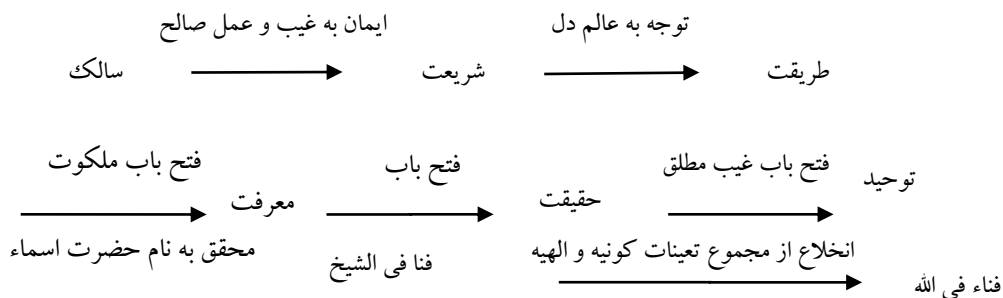 ایمان به غیب و عمل صالح توجه به عالم دل
سالک شریعت طریقت
فتح باب ملکوت فتح باب فتح باب غیب مطلق
معرفت حقیقت توحید
محقق به نام حضرت اسماء فنا فی الشیخ انخلاع از مجموع تعینات کونیه و الهیه
فناء فی الله